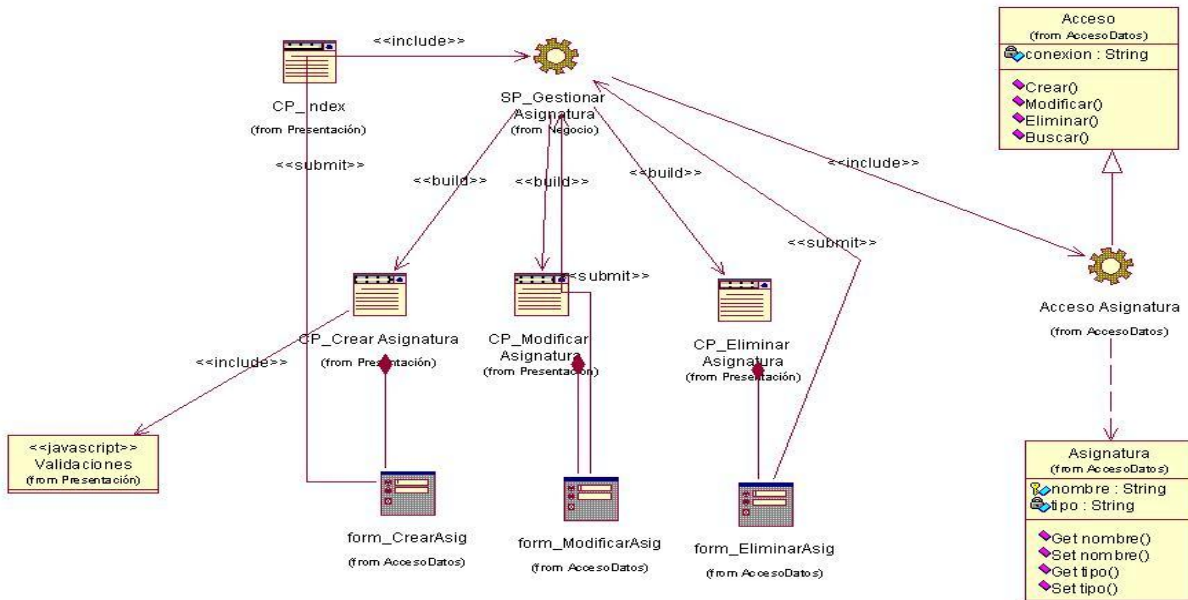 Acceso
(from AccesoDatos)
conexion : String
Crear()
Modificar()
Eliminar()
Buscar()
<<include>>
CP_Index
(from Presentación)
SP_Gestionar
Asignatura
(from Negocio)
<<submit>>
<<build>>
<<build>>
<<build>>
<<include>>
<<submit>>
<<submit>>
CP_Crear Asignatura
(from Presentación)
CP_Modificar
Asignatura
(from Presentación)
CP_Eliminar
Asignatura
(from Presentación)
Acceso Asignatura
(from AccesoDatos)
<<include>>
<<javascript>>
Validaciones
(from Presentación)
form_CrearAsig
(from AccesoDatos)
form_ModificarAsig
(from AccesoDatos)
form_EliminarAsig
(from AccesoDatos)
Asignatura
(from AccesoDatos)
nombre : String
tipo : String
Get nombre()
Set nombre()
Get tipo()
Set tipo()